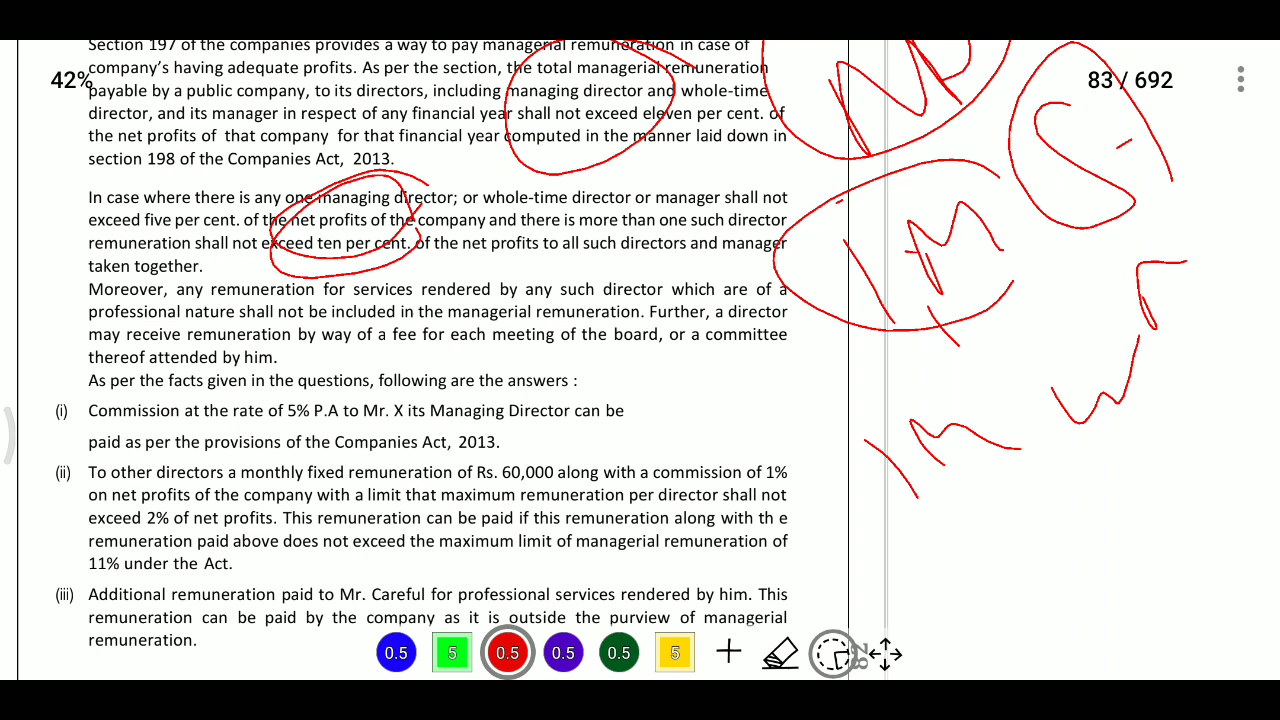 Section 197 of the companies provides a way to pay managerial remuneration in case of
company's having adequate profits. As per the section, the total managerial remuneration
42%
83 / 692
payable by a public company, to its directors, including managing director and whole-time
director, and its manager in respect of any financial year shall not exceed eleven per cent. of
the net profits of that company for that financial year computed in the manner laid down in
section 198 of the Companies Act, 2013.
In case where there is any one managing director; or whole-time director or manager shall not
exceed five per cent. of the net profits of the company and there is more than one such director
remuneration shall not exceed ten per cent. of the net profits to all such directors and manager
taken together.
Moreover, any remuneration for services rendered by any such director which are of a
professional nature shall not be included in the managerial remuneration. Further, a director
may receive remuneration by way of a fee for each meeting of the board, or a committee
thereof attended by him.
As per the facts given in the questions, following are the answers :
(i) Commission at the rate of 5% P.A to Mr. X its Managing Director can be
paid as per the provisions of the Companies Act, 2013.
(ii) To other directors a monthly fixed remuneration of Rs. 60,000 along with a commission of 1%
on net profits of the company with a limit that maximum remuneration per director shall not
exceed 2% of net profits. This remuneration can be paid if this remuneration along with th e
remuneration paid above does not exceed the maximum limit of managerial remuneration of
11% under the Act.
(iii) Additional remuneration paid to Mr. Careful for professional services rendered by him. This
remuneration can be paid by the company as it is outside the purview of managerial
remuneration.
0.5 5 0.5 0.5 0.5 5